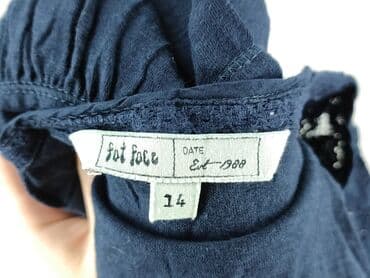 fat face
DATE
Est 1988
14